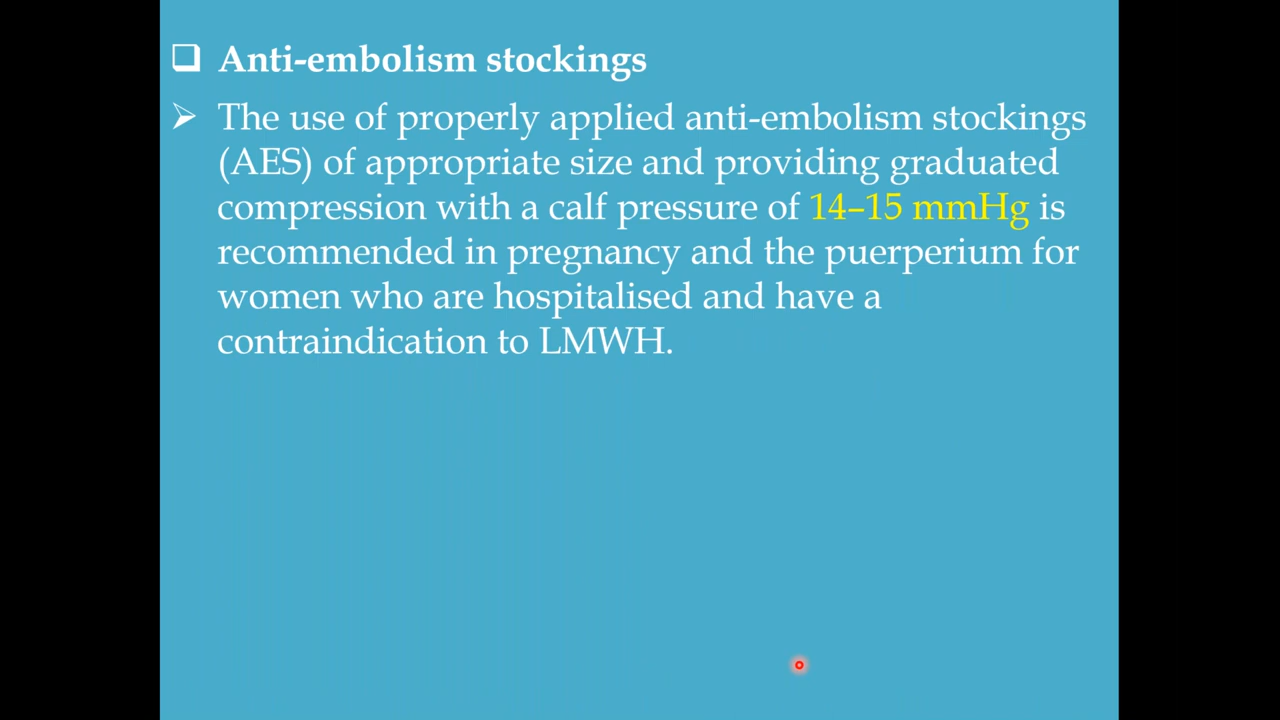 ❑ Anti-embolism stockings
➢ The use of properly applied anti-embolism stockings
(AES) of appropriate size and providing graduated
compression with a calf pressure of 14–15 mmHg is
recommended in pregnancy and the puerperium for
women who are hospitalised and have a
contraindication to LMWH.